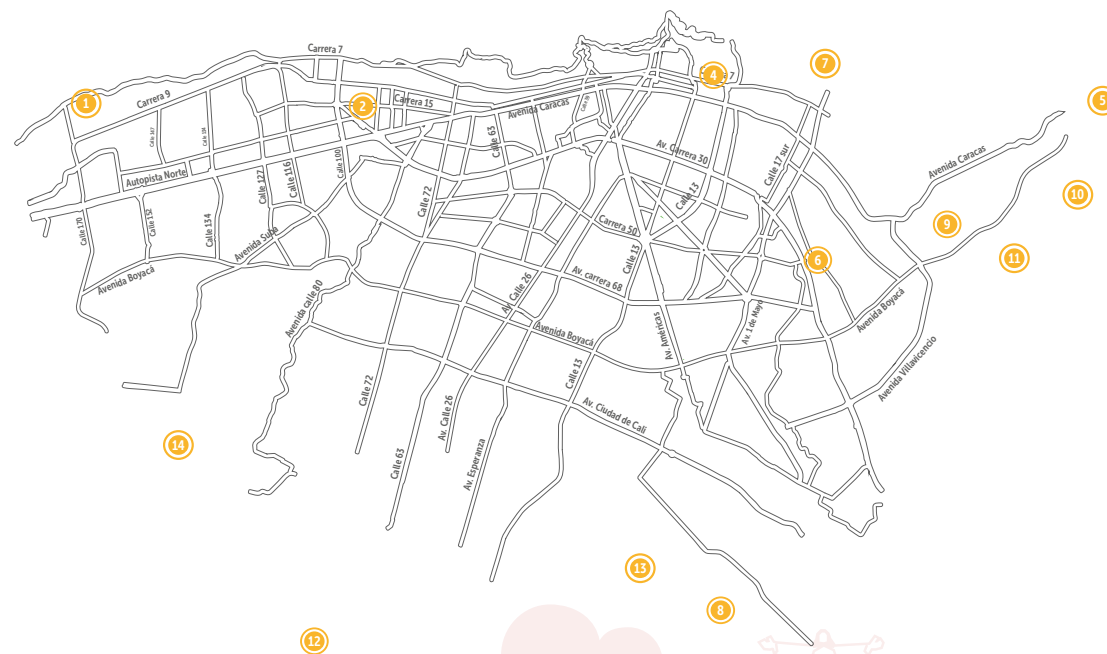 Carrera 7
7
4
Carrera 7
5
1
Carrera 9
2
Carrera 15
Avenida Caracas
Calle 63
Av. Carrera 30
Calle 17 sur
Avenida Caracas
Autopista Norte
Calle 127
Calle 116
Calle 100
Calle 72
Calle 13
10
Calle 170
Calle 152
Calle 134
Avenida Suba
Carrera 50
9
Calle 13
6
11
Avenida Boyacá
Avenida calle 80
Av. Calle 26
Av. carrera 68
Avenida Boyacá
Av. Américas
Av. 1 de Mayo
Avenida Boyacá
Avenida Villavicencio
Calle 72
Calle 13
Av. Calle 26
Av. Ciudad de Cali
14
Calle 63
Av. Esperanza
13
8
12